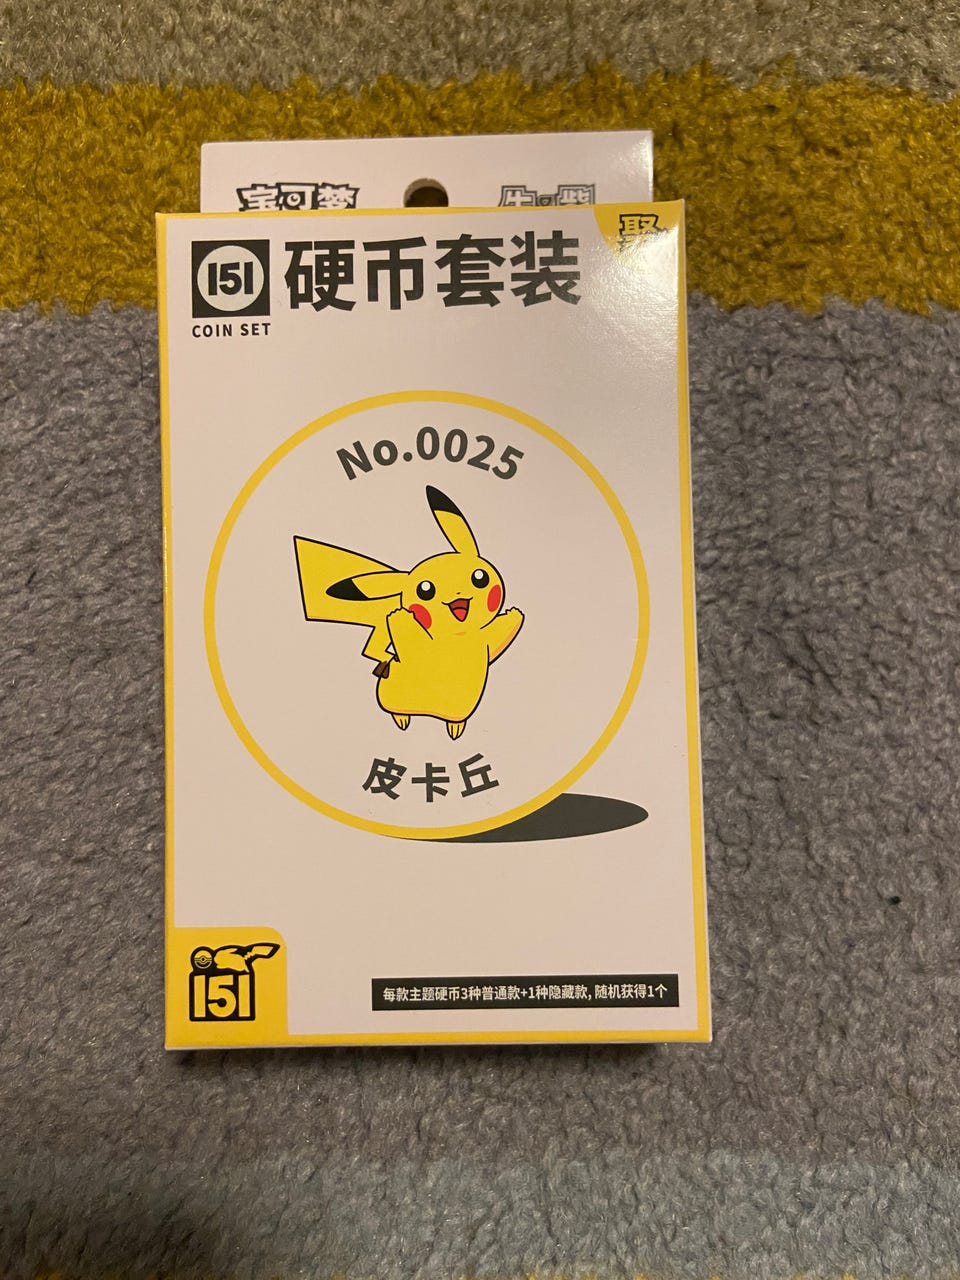 宝可梦
151 硬币套装
COIN SET
No.0025
皮卡丘
151
每款主题硬币3种普通款+1种隐藏款, 随机获得1个